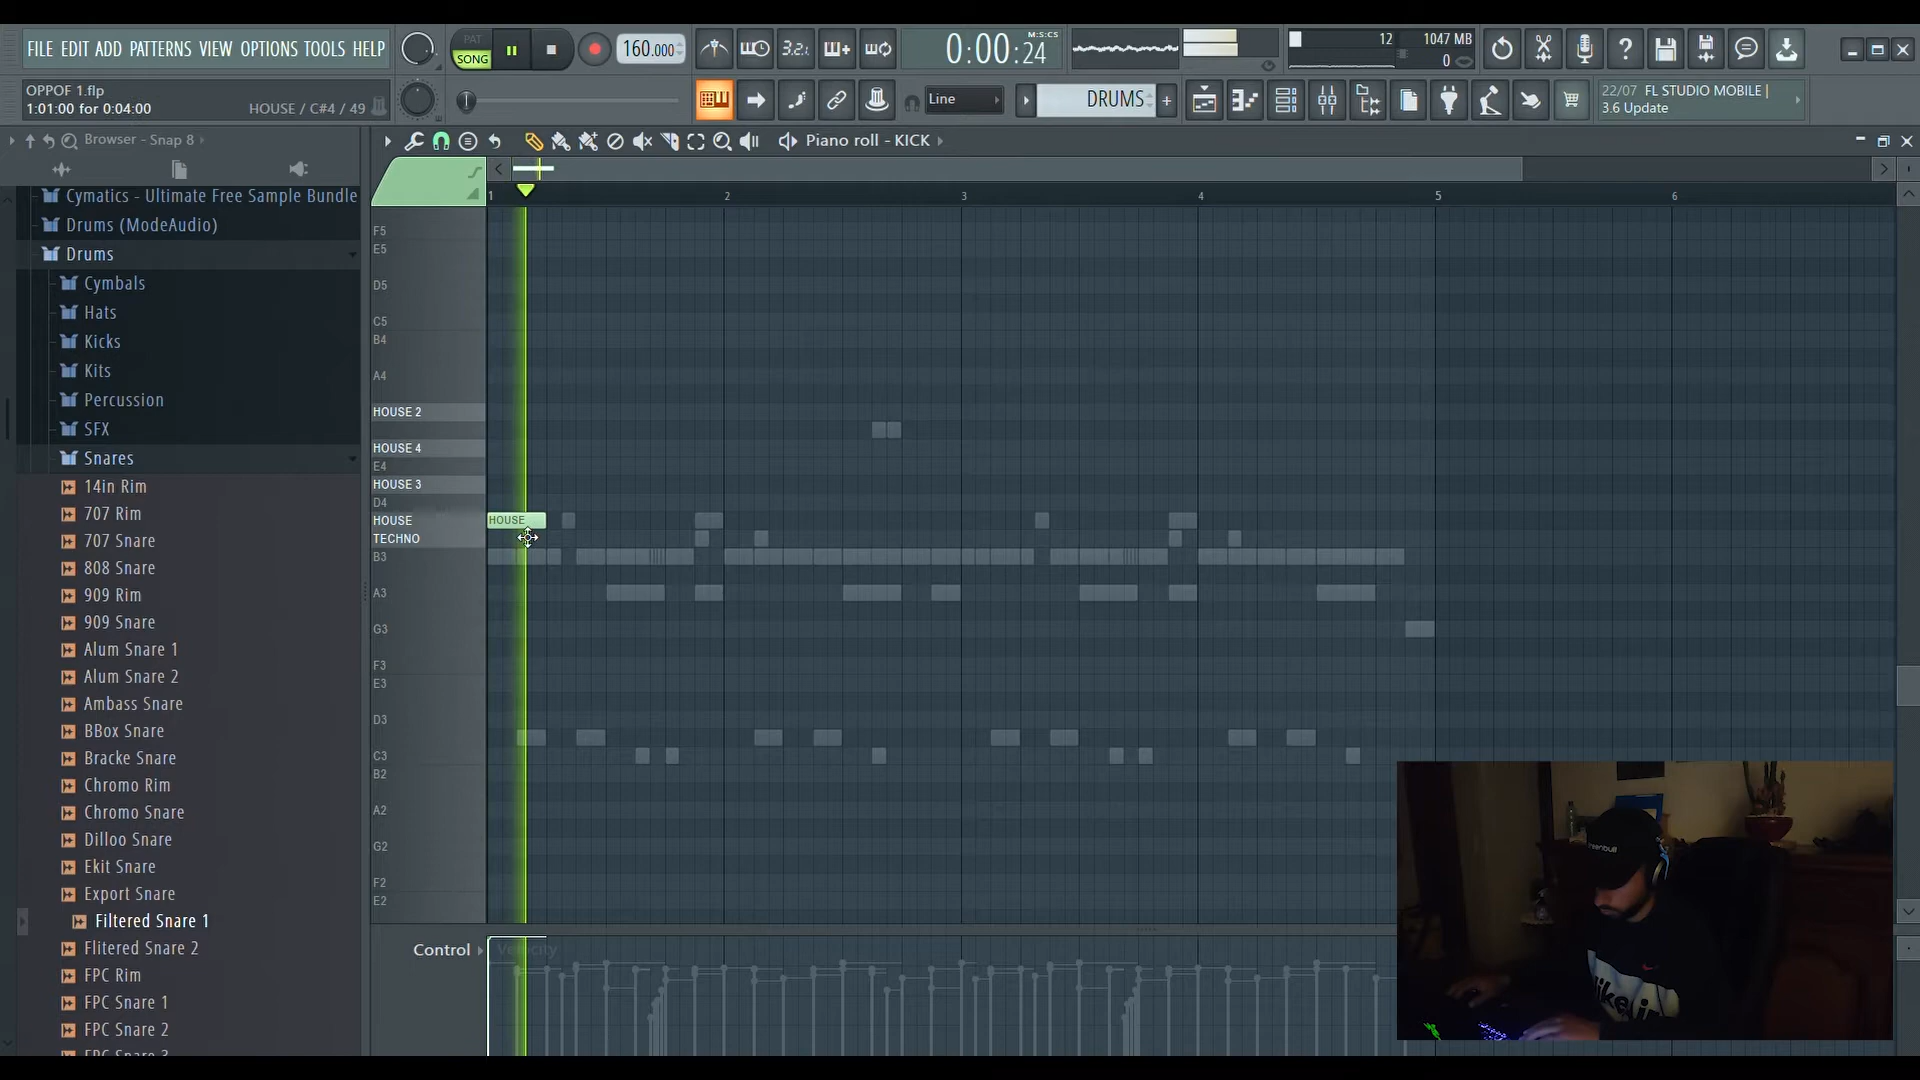 FILE EDIT ADD PATTERNS VIEW OPTIONS TOOLS HELP
PAT
SONG
160.000
3.2.
0:00:24
M:S:CS
12
1047 MB
0
OPPOF 1.flp
1:01:00 for 0:04:00
HOUSE / C#4 / 49
Line
DRUMS
22/07 FL STUDIO MOBILE |
3.6 Update
Browser - Snap 8
Piano roll - KICK
Cymatics - Ultimate Free Sample Bundle
Drums (ModeAudio)
Drums
Cymbals
Hats
Kicks
Kits
Percussion
SFX
Snares
14in Rim
707 Rim
707 Snare
808 Snare
909 Rim
909 Snare
Alum Snare 1
Alum Snare 2
Ambass Snare
BBox Snare
Bracke Snare
Chromo Rim
Chromo Snare
Dilloo Snare
Ekit Snare
Export Snare
Filtered Snare 1
Flitered Snare 2
FPC Rim
FPC Snare 1
FPC Snare 2
FPC Snare 3
1
2
3
4
5
6
F5
E5
D5
C5
B4
A4
HOUSE 2
HOUSE 4
E4
HOUSE 3
D4
HOUSE
HOUSE
TECHNO
B3
A3
G3
F3
E3
D3
C3
B2
A2
G2
F2
E2
Control
Velocity